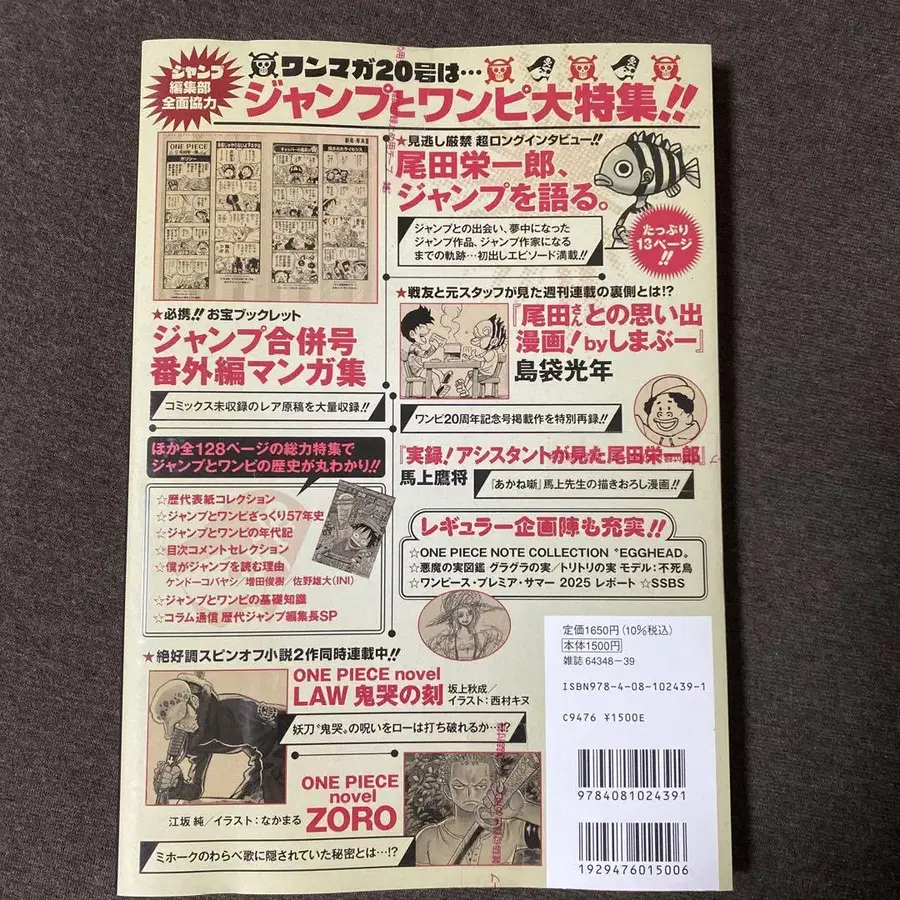 ジャンプ
編集部
全面協力
ワンマガ20号は…
ジャンプとワンピ大特集!!
ONE PIECE
★見逃し厳禁 超ロングインタビュー!!
尾田栄一郎、
ジャンプを語る。
ジャンプとの出会い、夢中になった
ジャンプ作品、ジャンプ作家になる
までの軌跡…初出しエピソード満載!!
たっぷり
13ページ
!!
★必携!! お宝ブックレット
ジャンプ合併号
番外編マンガ集
コミックス未収録のレア原稿を大量収録!!
★戦友と元スタッフが見た週刊連載の裏側とは!?
『尾田さんとの思い出
漫画!byしまぶー』
島袋光年
ワンピ20周年記念号掲載作を特別再録!!
『実録!アシスタントが見た尾田栄一郎』
馬上鷹将
『あかね噺』馬上先生の描きおろし漫画!!
ほか全128ページの総力特集で
ジャンプとワンピの歴史が丸わかり!!
☆歴代表紙コレクション
☆ジャンプとワンピざっくり57年史
☆ジャンプとワンピの年代記
☆目次コメントセレクション
☆僕がジャンプを読む理由
ケンドーコバヤシ/増田俊樹/佐野雄大(INI)
☆ジャンプとワンピの基礎知識
☆コラム通信 歴代ジャンプ編集長SP
レギュラー企画陣も充実!!
☆ONE PIECE NOTE COLLECTION “EGGHEAD”
☆悪魔の実図鑑 グラグラの実/トリトリの実 モデル:不死鳥
☆ワンピース・プレミア・サマー 2025 レポート ☆SSBS
★絶好調スピンオフ小説2作同時連載中!!
ONE PIECE novel
LAW 鬼哭の刻
坂上秋成/
イラスト:西村キヌ
妖刀“鬼哭”の呪いをローは打ち破れるか…!?
ONE PIECE
novel
ZORO
江坂 純/イラスト:なかまる
ミホークのわらべ歌に隠されていた秘密とは…!?
定価1650円(10%税込)
本体1500円
雑誌 64348-39
ISBN978-4-08-102439-1
C9476 ¥1500E
9784081024391
1929476015006